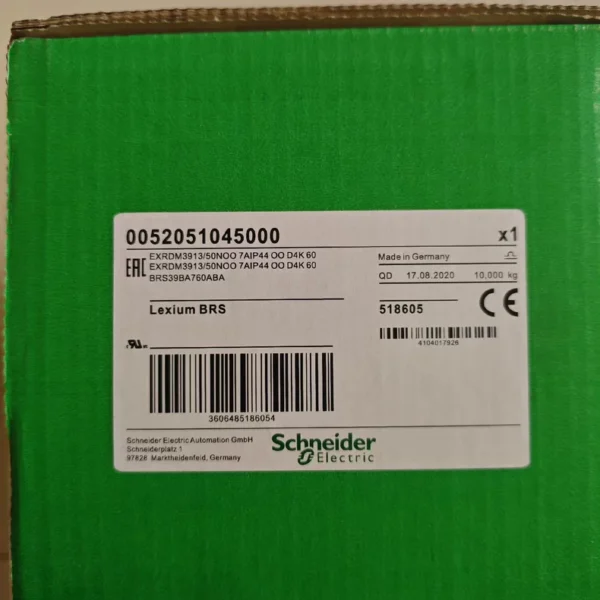 0052051045000 x1
EAC EXRDM3913/50NOO 7AIP44 OO D4K 60
EXRDM3913/50NOO 7AIP44 OO D4K 60
BRS39BA760ABA
Made in Germany
QD 17.08.2020 10,000 kg
Lexium BRS
518605 CE
4104017926
3606485186054
Schneider Electric Automation GmbH
Schneiderplatz 1
97828 Marktheidenfeld, Germany
Schneider
Electric